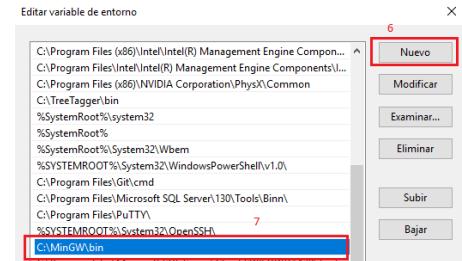 Editar variable de entorno
6
C:\Program Files (x86)\Intel\Intel(R) Management Engine Compon...
Nuevo
C:\Program Files\Intel\Intel(R) Management Engine Components\I...
C:\Program Files (x86)\NVIDIA Corporation\PhysX\Common
Modificar
C:\TreeTagger\bin
%SystemRoot%\system32
Examinar...
%SystemRoot%
%SystemRoot%\System32\Wbem
Eliminar
%SYSTEMROOT%\System32\WindowsPowerShell\v1.0\
C:\Program Files\Git\cmd
C:\Program Files\Microsoft SQL Server\130\Tools\Binn\
Subir
C:\Program Files\PuTTY\
7
%SYSTEMROOT%\System32\OpenSSH\
Bajar
C:\MinGW\bin